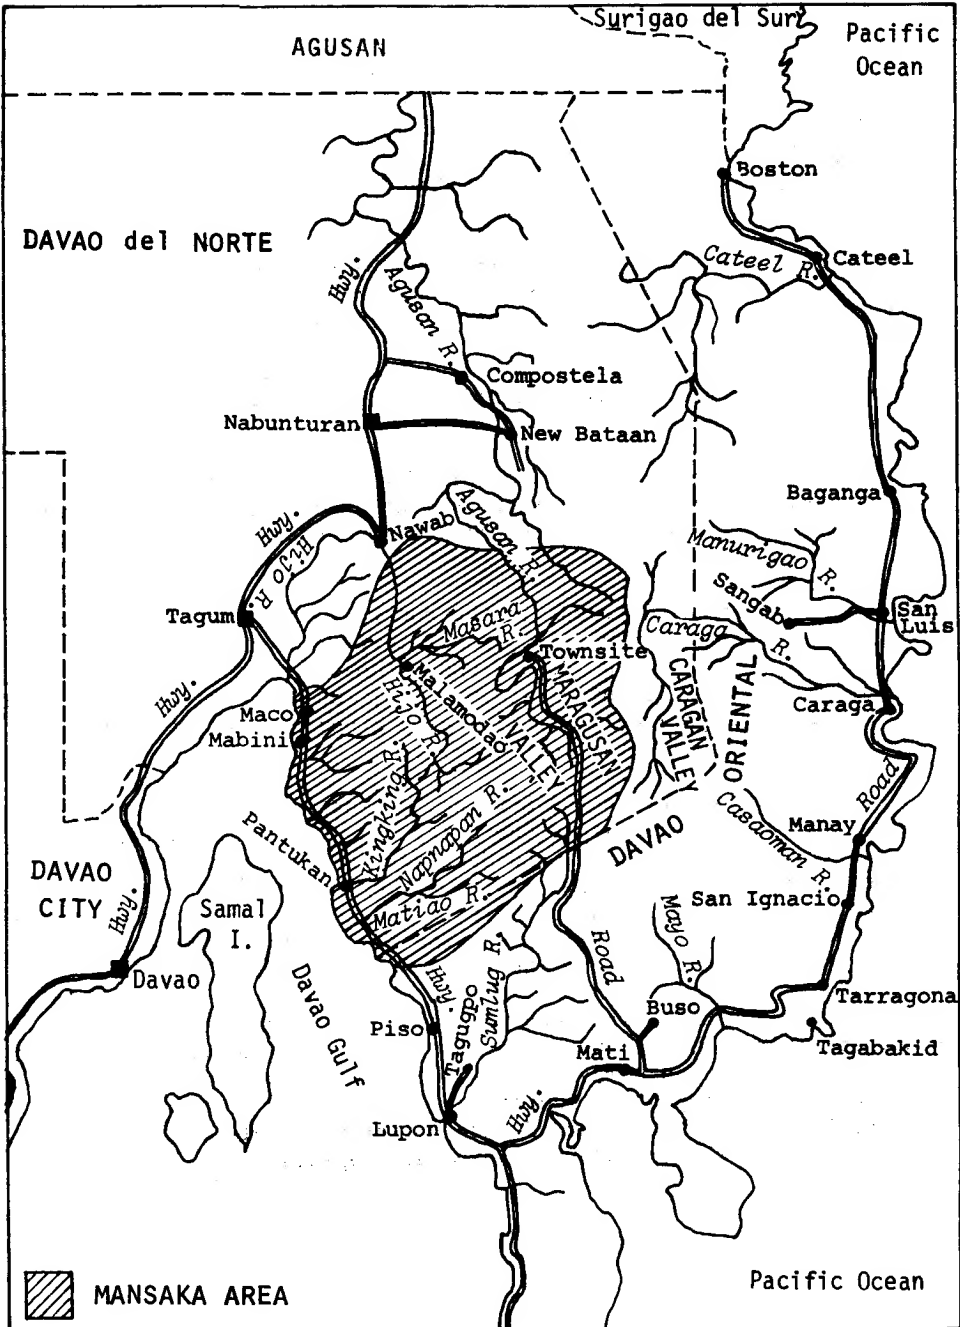 Surigao del Sur
Pacific
Ocean
AGUSAN
Boston
DAVAO del NORTE
Cateel R.
Cateel
Hwy.
Agusan R.
Compostela
Nabunturan
New Bataan
Baganga
Hwy.
Hijo R.
Nawab
Agusan R.
Manurigao R.
Sangab
San
Luis
Tagum
Masara R.
Caraga R.
Townsite
Malamodao
Hijo R.
MARAGUSAN
VALLEY
CARAGAN
VALLEY
Hwy.
Maco
Mabini
Caraga
DAVAO ORIENTAL
Road
Kingking R.
Napnapan R.
Casaoman R.
Manay
Pantukan
Matiao R.
San Ignacio
DAVAO
CITY
Hwy.
Samal
I.
Mayo R.
Road
Davao
Davao Gulf
Hwy.
Sumlug R.
Tarragona
Buso
Piso
Tagugpo
Mati
Tagabakid
Lupon
Hwy.
Pacific Ocean
MANSAKA AREA